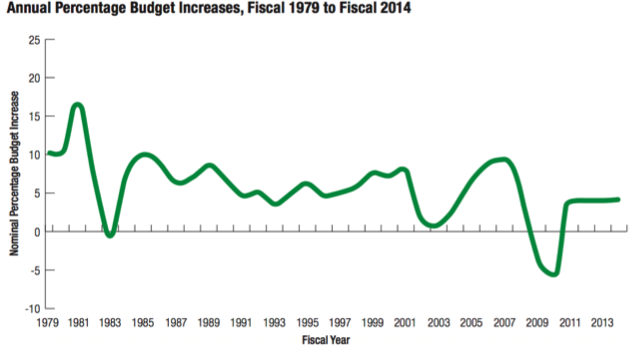 Annual Percentage Budget Increases, Fiscal 1979 to Fiscal 2014
Nominal Percentage Bugpet Increase
25
20
15
10
5
0
-5
-10
1979 1981 1983 1985 1987 1989 1991 1993 1995 1997 1999 2001 2003 2005 2007 2009 2011 2013
Fiscal Year